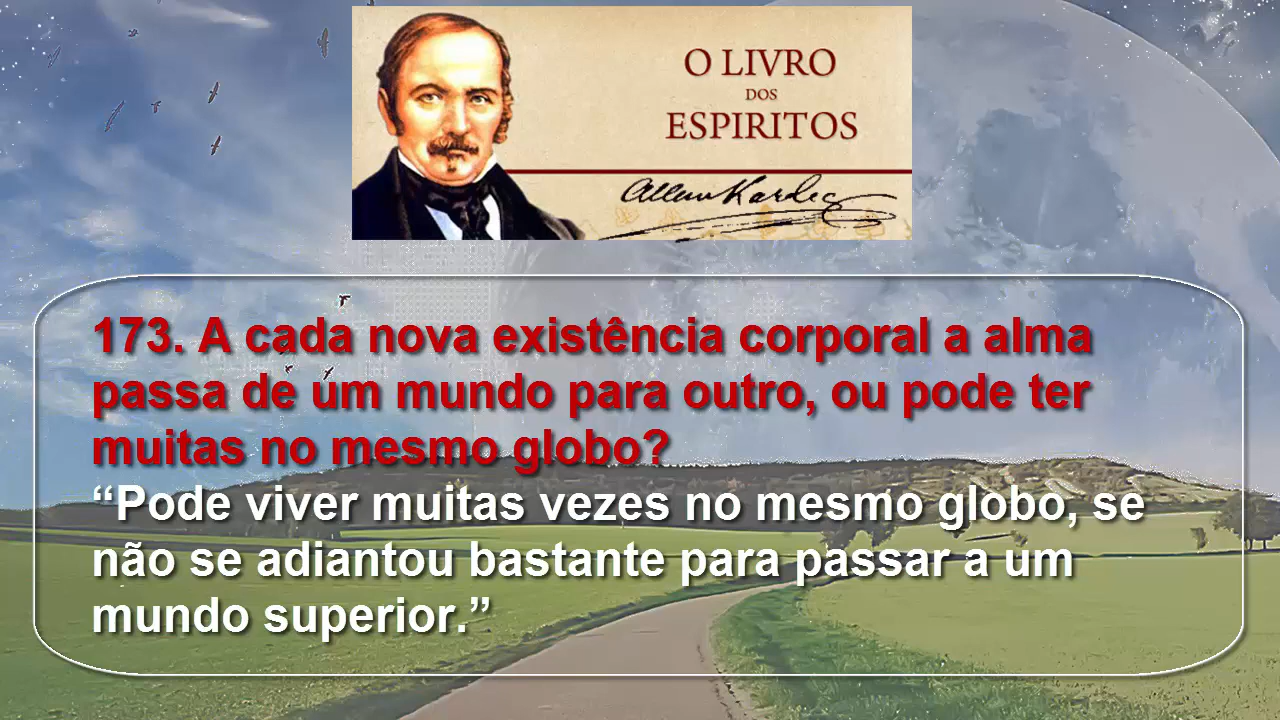 O LIVRO
DOS
ESPIRITOS
Allan Kardec
173. A cada nova existência corporal a alma
passa de um mundo para outro, ou pode ter
muitas no mesmo globo?
“Pode viver muitas vezes no mesmo globo, se
não se adiantou bastante para passar a um
mundo superior.”